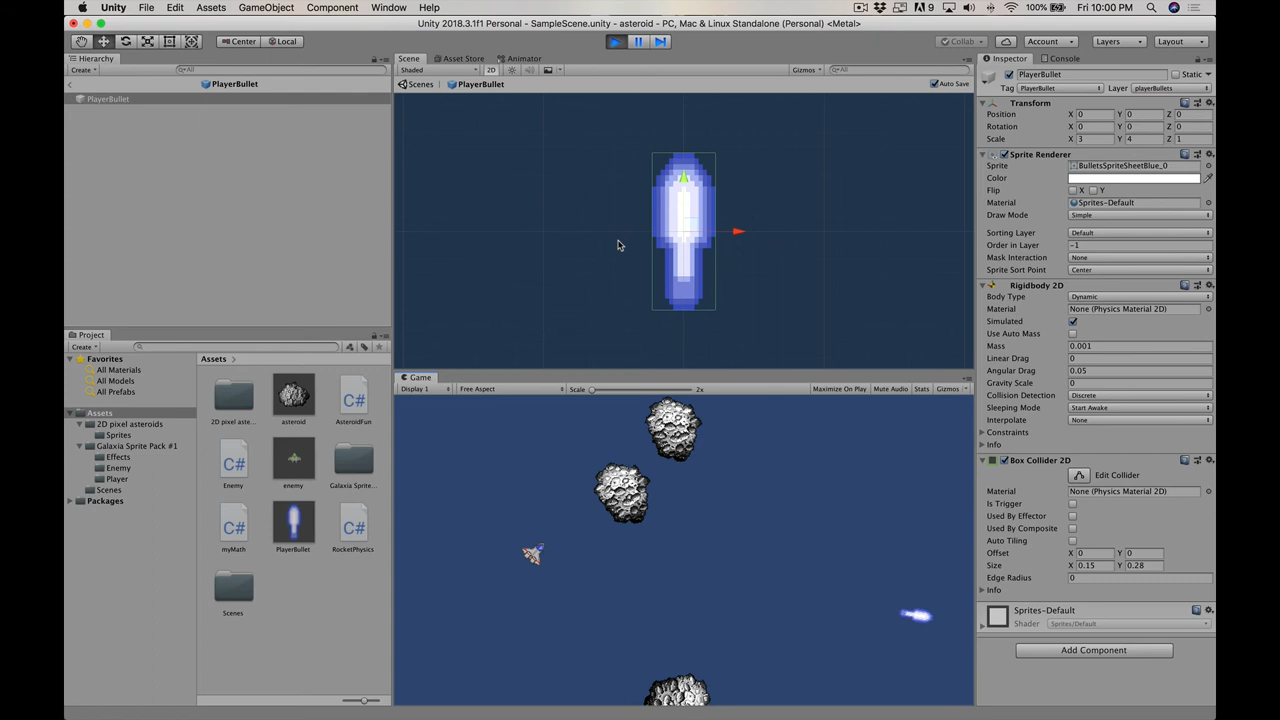 Unity File Edit Assets GameObject Component Window Help 9 100% Fri 10:00 PM
Unity 2018.3.1f1 Personal - SampleScene.unity - asteroid - PC, Mac & Linux Standalone (Personal) <Metal>
Center Local Collab Account Layers Layout
Hierarchy
Create All
PlayerBullet
PlayerBullet
Scene Asset Store Animator
Shaded 2D Gizmos All
Scenes PlayerBullet Auto Save
Project
Create
Favorites
All Materials
All Models
All Prefabs
Assets
2D pixel asteroids
Sprites
Galaxia Sprite Pack #1
Effects
Enemy
Player
Scenes
Packages
Assets
2D pixel aste... asteroid AsteroidFun
C#
Enemy enemy Galaxia Sprite...
C#
myMath PlayerBullet RocketPhysics
C# C#
Scenes
Game
Display 1 Free Aspect Scale 2x Maximize On Play Mute Audio Stats Gizmos
Inspector Console
PlayerBullet Static
Tag PlayerBullet Layer playerBullets
Transform
Position X 0 Y 0 Z 0
Rotation X 0 Y 0 Z 0
Scale X 3 Y 4 Z 1
Sprite Renderer
Sprite BulletsSpriteSheetBlue_0
Color
Flip X Y
Material Sprites-Default
Draw Mode Simple
Sorting Layer Default
Order in Layer -1
Mask Interaction None
Sprite Sort Point Center
Rigidbody 2D
Body Type Dynamic
Material None (Physics Material 2D)
Simulated
Use Auto Mass
Mass 0.001
Linear Drag 0
Angular Drag 0.05
Gravity Scale 0
Collision Detection Discrete
Sleeping Mode Start Awake
Interpolate None
Constraints
Info
Box Collider 2D
Edit Collider
Material None (Physics Material 2D)
Is Trigger
Used By Effector
Used By Composite
Auto Tiling
Offset X 0 Y 0
Size X 0.15 Y 0.28
Edge Radius 0
Info
Sprites-Default
Shader Sprites/Default
Add Component